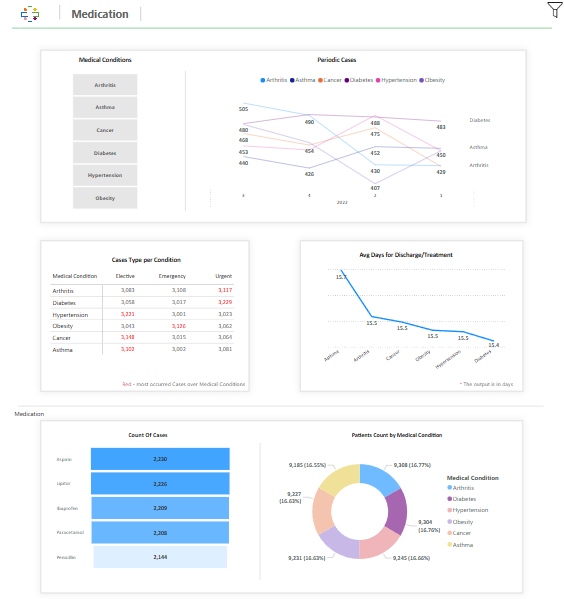 Medication
Medical Conditions
Arthritis
Asthma
Cancer
Diabetes
Hypertension
Obesity
Periodic Cases
Arthritis Asthma Cancer Diabetes Hypertension Obesity
505
490
488
483
480
475
468
454
452
450
453
440
426
430
429
407
Diabetes
Asthma
Arthritis
2023
Cases Type per Condition
Medical Condition Elective Emergency Urgent
Arthritis 3,083 3,108 3,117
Diabetes 3,058 3,017 3,229
Hypertension 3,221 3,001 3,023
Obesity 3,043 3,126 3,062
Cancer 3,148 3,015 3,064
Asthma 3,102 3,002 3,081
Red - most occurred Cases over Medical Conditions
Avg Days for Discharge/Treatment
15.7
15.5
15.5
15.5
15.5
15.4
Asthma
Arthritis
Cancer
Obesity
Hypertension
Diabetes
* The output is in days
Medication
Count Of Cases
Aspirin 2,230
Lipitor 2,226
Ibuprofen 2,209
Paracetamol 2,208
Penicillin 2,144
Patients Count by Medical Condition
9,185 (16.55%)
9,308 (16.77%)
9,227
(16.63%)
9,304
(16.76%)
9,231 (16.63%)
9,245 (16.66%)
Medical Condition
Arthritis
Diabetes
Hypertension
Obesity
Cancer
Asthma